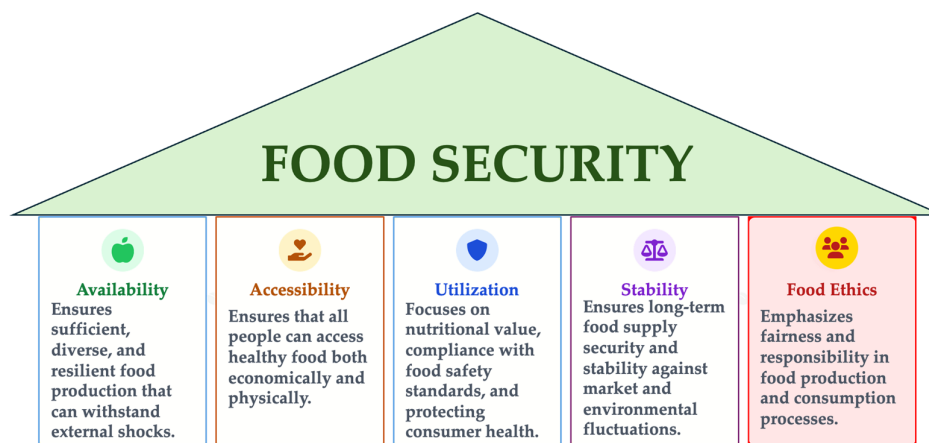 FOOD SECURITY
Availability
Ensures
sufficient,
diverse, and
resilient food
production that
can withstand
external shocks.
Accessibility
Ensures that all
people can access
healthy food both
economically and
physically.
Utilization
Focuses on
nutritional value,
compliance with
food safety
standards, and
protecting
consumer health.
Stability
Ensures long-term
food supply
security and
stability against
market and
environmental
fluctuations.
Food Ethics
Emphasizes
fairness and
responsibility in
food production
and consumption
processes.